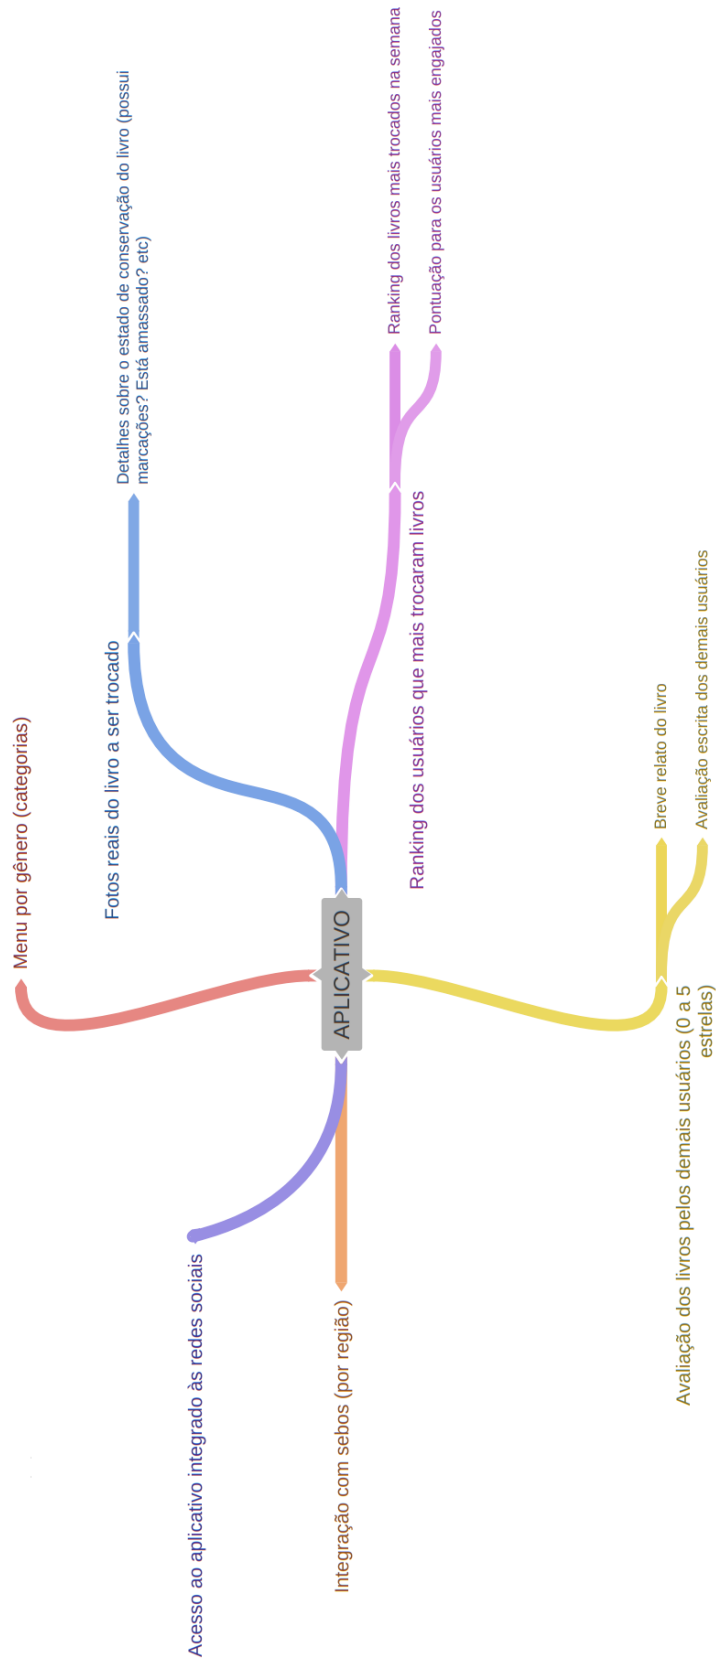 Menu por gênero (categorias)
Fotos reais do livro a ser trocado
Detalhes sobre o estado de conservação do livro (possui
marcações? Está amassado? etc)
Acesso ao aplicativo integrado às redes sociais
APLICATIVO
Integração com sebos (por região)
Ranking dos usuários que mais trocaram livros
Ranking dos livros mais trocados na semana
Pontuação para os usuários mais engajados
Avaliação dos livros pelos demais usuários (0 a 5
estrelas)
Breve relato do livro
Avaliação escrita dos demais usuários